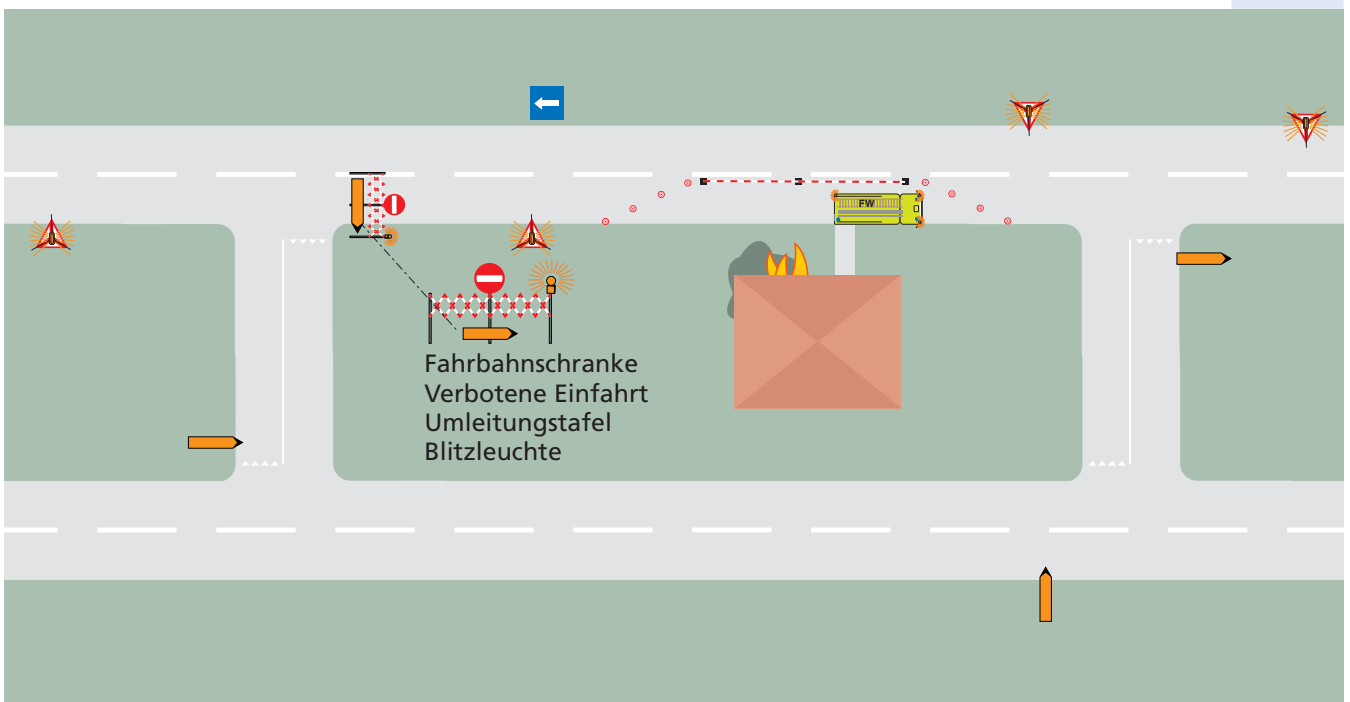 FW
Fahrbahnschranke
Verbotene Einfahrt
Umleitungstafel
Blitzleuchte